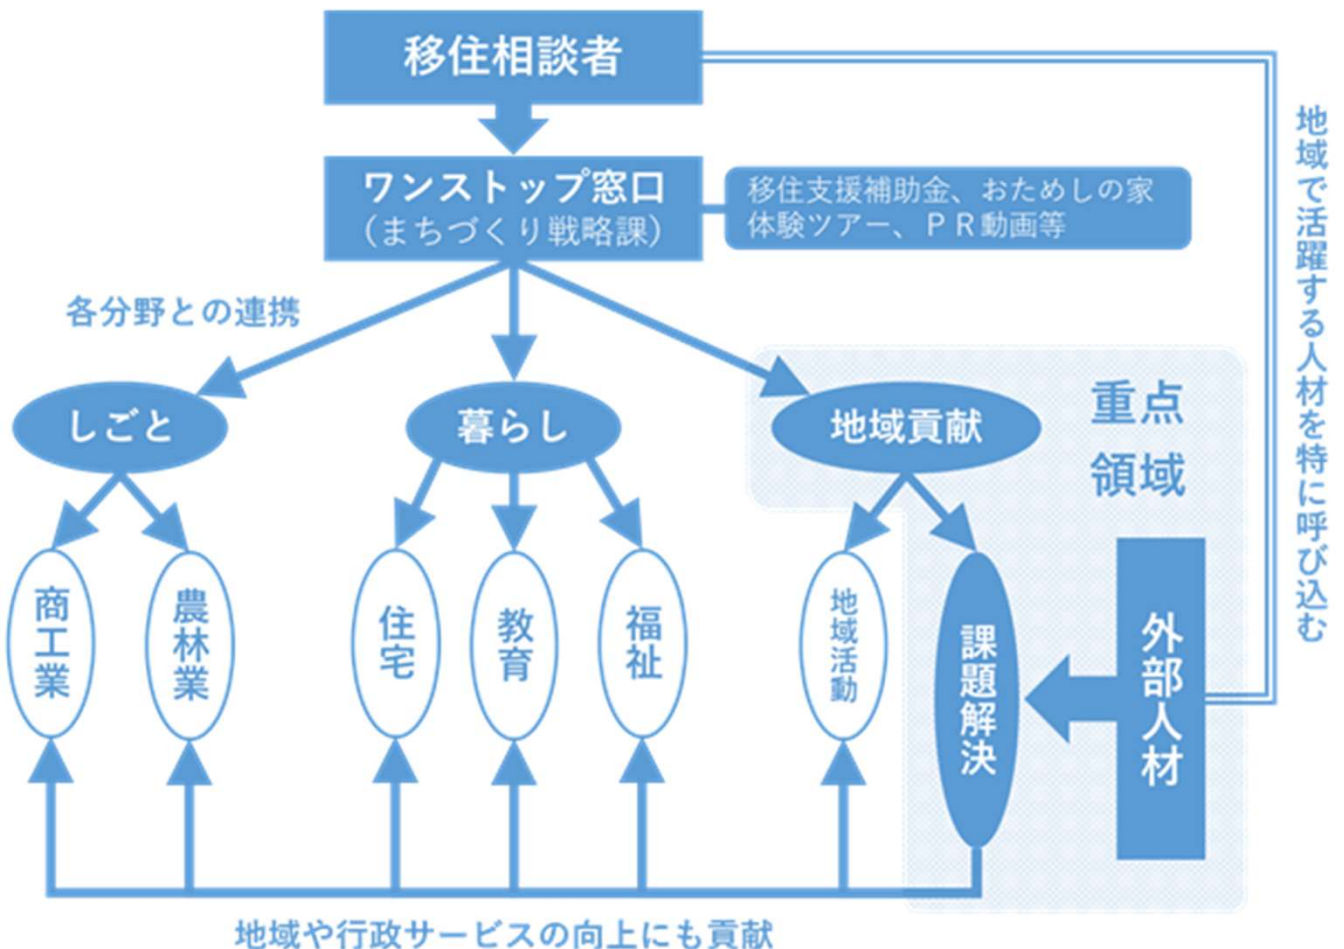 移住相談者
ワンストップ窓口
（まちづくり戦略課）
移住支援補助金、おためしの家
体験ツアー、ＰＲ動画等
地域で活躍する人材を特に呼び込む
各分野との連携
しごと
暮らし
地域貢献
重点
領域
商工業
農林業
住宅
教育
福祉
地域活動
課題解決
外部人材
地域や行政サービスの向上にも貢献